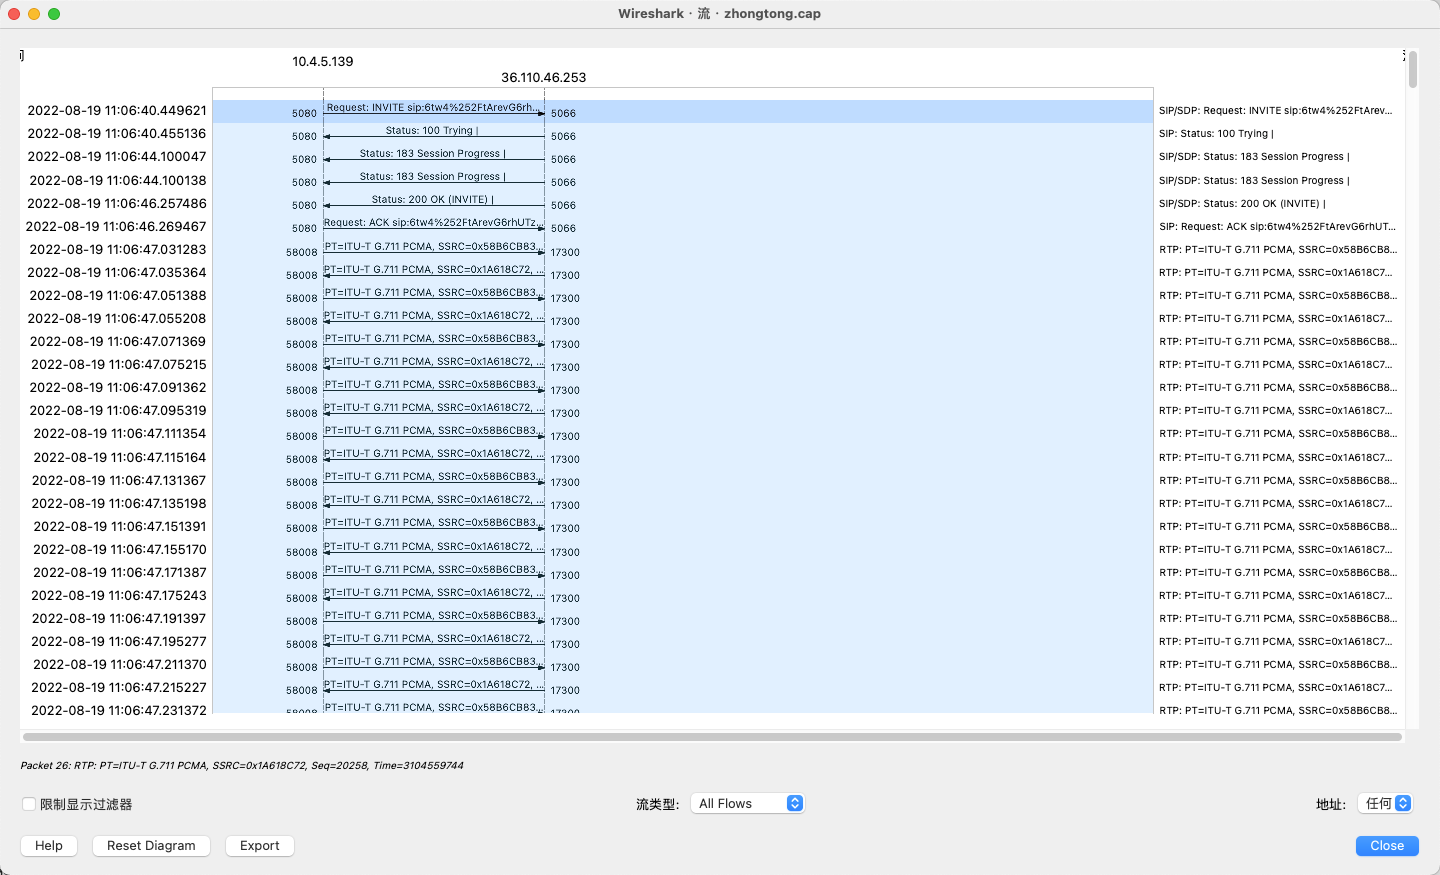 Wireshark · 流 · zhongtong.cap
10.4.5.139
36.110.46.253
2022-08-19 11:06:40.449621 5080 Request: INVITE sip:6tw4%252FtArevG6rh... 5066 SIP/SDP: Request: INVITE sip:6tw4%252FtArev...
2022-08-19 11:06:40.455136 5080 Status: 100 Trying | 5066 SIP: Status: 100 Trying |
2022-08-19 11:06:44.100047 5080 Status: 183 Session Progress | 5066 SIP/SDP: Status: 183 Session Progress |
2022-08-19 11:06:44.100138 5080 Status: 183 Session Progress | 5066 SIP/SDP: Status: 183 Session Progress |
2022-08-19 11:06:46.257486 5080 Status: 200 OK (INVITE) | 5066 SIP/SDP: Status: 200 OK (INVITE) |
2022-08-19 11:06:46.269467 5080 Request: ACK sip:6tw4%252FtArevG6rhUTz... 5066 SIP: Request: ACK sip:6tw4%252FtArevG6rhUT...
2022-08-19 11:06:47.031283 58008 PT=ITU-T G.711 PCMA, SSRC=0x58B6CB83... 17300 RTP: PT=ITU-T G.711 PCMA, SSRC=0x58B6CB8...
2022-08-19 11:06:47.035364 58008 PT=ITU-T G.711 PCMA, SSRC=0x1A618C72, ... 17300 RTP: PT=ITU-T G.711 PCMA, SSRC=0x1A618C7...
2022-08-19 11:06:47.051388 58008 PT=ITU-T G.711 PCMA, SSRC=0x58B6CB83... 17300 RTP: PT=ITU-T G.711 PCMA, SSRC=0x58B6CB8...
2022-08-19 11:06:47.055208 58008 PT=ITU-T G.711 PCMA, SSRC=0x1A618C72, ... 17300 RTP: PT=ITU-T G.711 PCMA, SSRC=0x1A618C7...
2022-08-19 11:06:47.071369 58008 PT=ITU-T G.711 PCMA, SSRC=0x58B6CB83... 17300 RTP: PT=ITU-T G.711 PCMA, SSRC=0x58B6CB8...
2022-08-19 11:06:47.075215 58008 PT=ITU-T G.711 PCMA, SSRC=0x1A618C72, ... 17300 RTP: PT=ITU-T G.711 PCMA, SSRC=0x1A618C7...
2022-08-19 11:06:47.091362 58008 PT=ITU-T G.711 PCMA, SSRC=0x58B6CB83... 17300 RTP: PT=ITU-T G.711 PCMA, SSRC=0x58B6CB8...
2022-08-19 11:06:47.095319 58008 PT=ITU-T G.711 PCMA, SSRC=0x1A618C72, ... 17300 RTP: PT=ITU-T G.711 PCMA, SSRC=0x1A618C7...
2022-08-19 11:06:47.111354 58008 PT=ITU-T G.711 PCMA, SSRC=0x58B6CB83... 17300 RTP: PT=ITU-T G.711 PCMA, SSRC=0x58B6CB8...
2022-08-19 11:06:47.115164 58008 PT=ITU-T G.711 PCMA, SSRC=0x1A618C72, ... 17300 RTP: PT=ITU-T G.711 PCMA, SSRC=0x1A618C7...
2022-08-19 11:06:47.131367 58008 PT=ITU-T G.711 PCMA, SSRC=0x58B6CB83... 17300 RTP: PT=ITU-T G.711 PCMA, SSRC=0x58B6CB8...
2022-08-19 11:06:47.135198 58008 PT=ITU-T G.711 PCMA, SSRC=0x1A618C72, ... 17300 RTP: PT=ITU-T G.711 PCMA, SSRC=0x1A618C7...
2022-08-19 11:06:47.151391 58008 PT=ITU-T G.711 PCMA, SSRC=0x58B6CB83... 17300 RTP: PT=ITU-T G.711 PCMA, SSRC=0x58B6CB8...
2022-08-19 11:06:47.155170 58008 PT=ITU-T G.711 PCMA, SSRC=0x1A618C72, ... 17300 RTP: PT=ITU-T G.711 PCMA, SSRC=0x1A618C7...
2022-08-19 11:06:47.171387 58008 PT=ITU-T G.711 PCMA, SSRC=0x58B6CB83... 17300 RTP: PT=ITU-T G.711 PCMA, SSRC=0x58B6CB8...
2022-08-19 11:06:47.175243 58008 PT=ITU-T G.711 PCMA, SSRC=0x1A618C72, ... 17300 RTP: PT=ITU-T G.711 PCMA, SSRC=0x1A618C7...
2022-08-19 11:06:47.191397 58008 PT=ITU-T G.711 PCMA, SSRC=0x58B6CB83... 17300 RTP: PT=ITU-T G.711 PCMA, SSRC=0x58B6CB8...
2022-08-19 11:06:47.195277 58008 PT=ITU-T G.711 PCMA, SSRC=0x1A618C72, ... 17300 RTP: PT=ITU-T G.711 PCMA, SSRC=0x1A618C7...
2022-08-19 11:06:47.211370 58008 PT=ITU-T G.711 PCMA, SSRC=0x58B6CB83... 17300 RTP: PT=ITU-T G.711 PCMA, SSRC=0x58B6CB8...
2022-08-19 11:06:47.215227 58008 PT=ITU-T G.711 PCMA, SSRC=0x1A618C72, ... 17300 RTP: PT=ITU-T G.711 PCMA, SSRC=0x1A618C7...
2022-08-19 11:06:47.231372 58008 PT=ITU-T G.711 PCMA, SSRC=0x58B6CB83... 17300 RTP: PT=ITU-T G.711 PCMA, SSRC=0x58B6CB8...
Packet 26: RTP: PT=ITU-T G.711 PCMA, SSRC=0x1A618C72, Seq=20258, Time=3104559744
限制显示过滤器 流类型: All Flows 地址: 任何
Help Reset Diagram Export Close